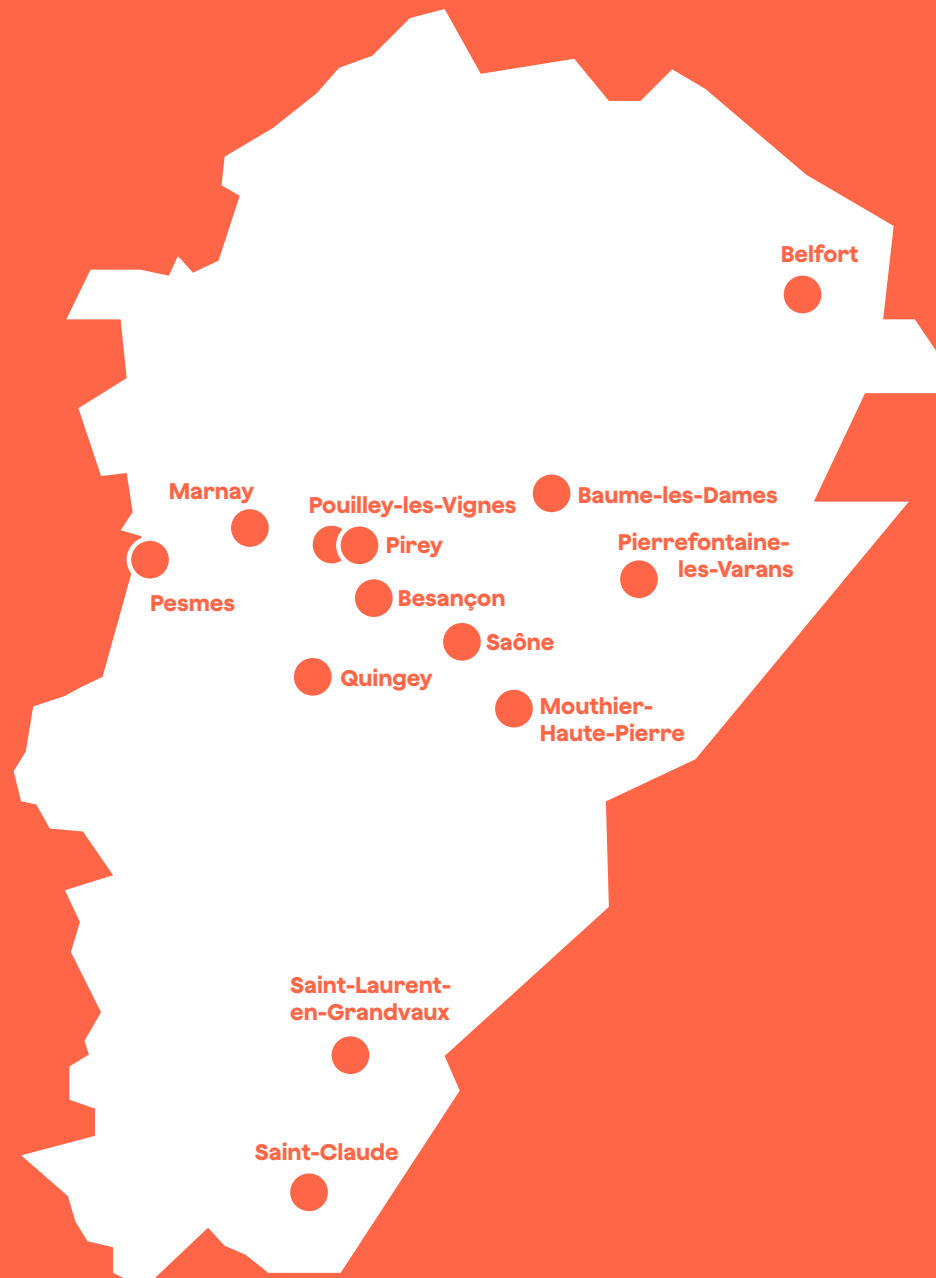 Belfort
Marnay
Pouilley-les-Vignes
Baume-les-Dames
Pirey
Pierrefontaine-
les-Varans
Pesmes
Besançon
Saône
Quingey
Mouthier-
Haute-Pierre
Saint-Laurent-
en-Grandvaux
Saint-Claude